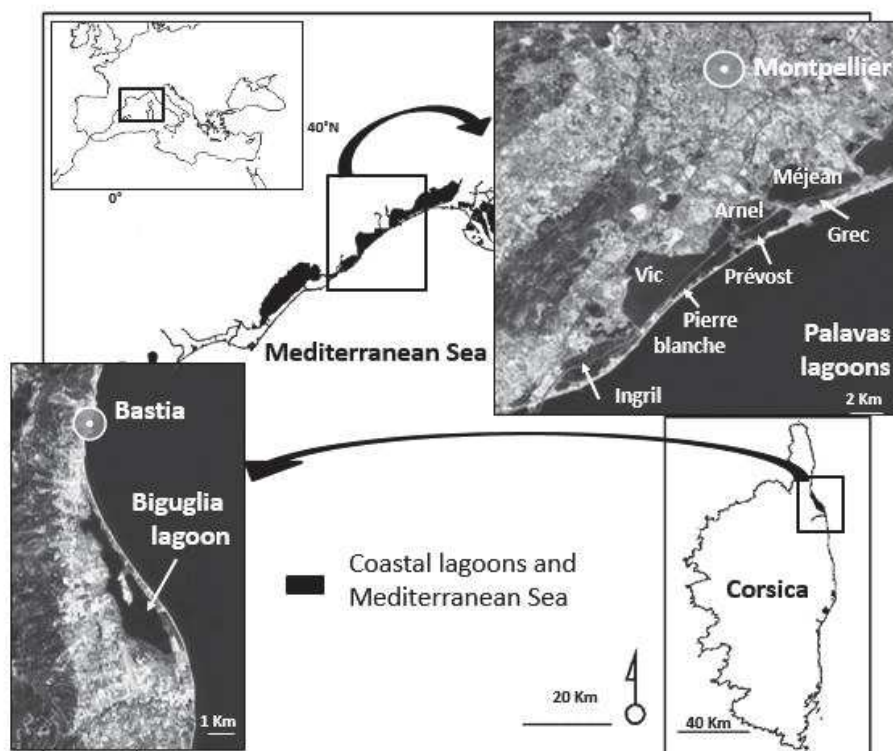 40°N
0°
Montpellier
Méjean
Arnel
Grec
Vic
Prévost
Pierre
blanche
Ingril
Palavas
lagoons
2 Km
Mediterranean Sea
Bastia
Biguglia
lagoon
1 Km
Coastal lagoons and
Mediterranean Sea
20 Km
Corsica
40 Km